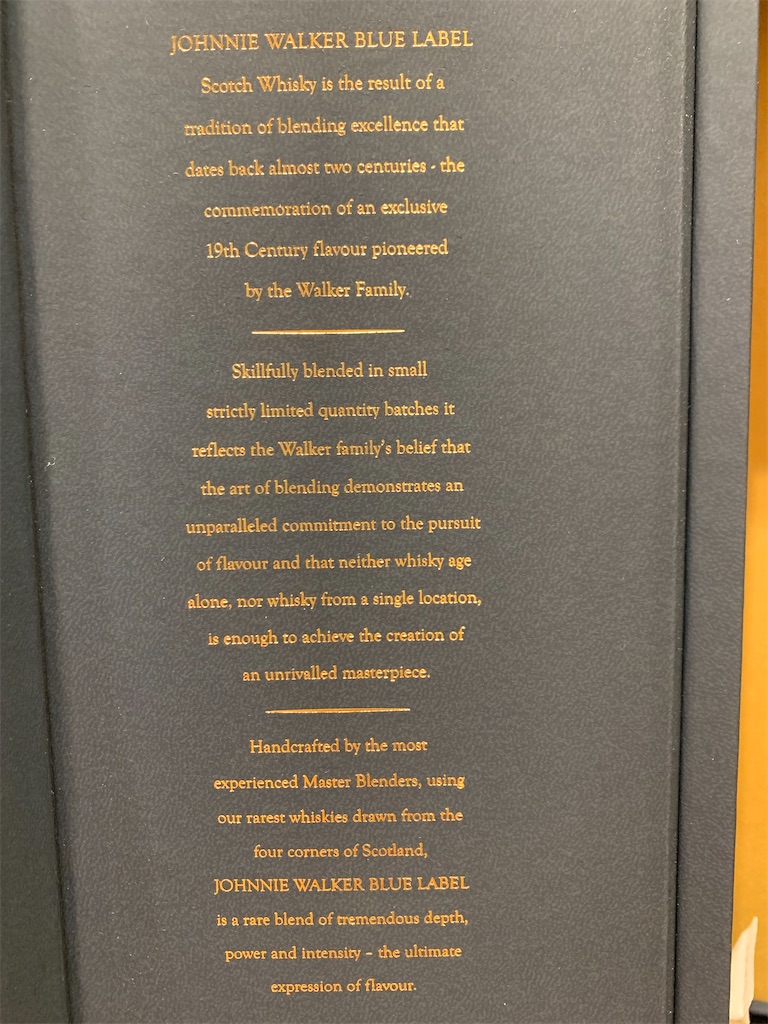 JOHNNIE WALKER BLUE LABEL
Scotch Whisky is the result of a
tradition of blending excellence that
dates back almost two centuries - the
commemoration of an exclusive
19th Century flavour pioneered
by the Walker Family.
Skillfully blended in small
strictly limited quantity batches it
reflects the Walker family's belief that
the art of blending demonstrates an
unparalleled commitment to the pursuit
of flavour and that neither whisky age
alone, nor whisky from a single location,
is enough to achieve the creation of
an unrivalled masterpiece.
Handcrafted by the most
experienced Master Blenders, using
our rarest whiskies drawn from the
four corners of Scotland,
JOHNNIE WALKER BLUE LABEL
is a rare blend of tremendous depth,
power and intensity – the ultimate
expression of flavour.